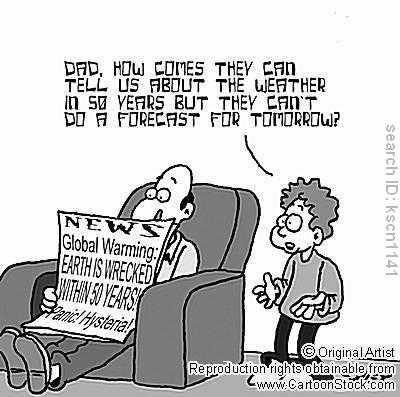 DAD, HOW COMES THEY CAN
TELL US ABOUT THE WEATHER
IN 50 YEARS BUT THEY CAN'T
DO A FORECAST FOR TOMORROW?
NEWS
Global Warming:
EARTH IS WRECKED
WITHIN 50 YEARS!
Panic! Hysteria!
search ID: kscn1141
© Original Artist
Reproduction rights obtainable from
www.CartoonStock.com